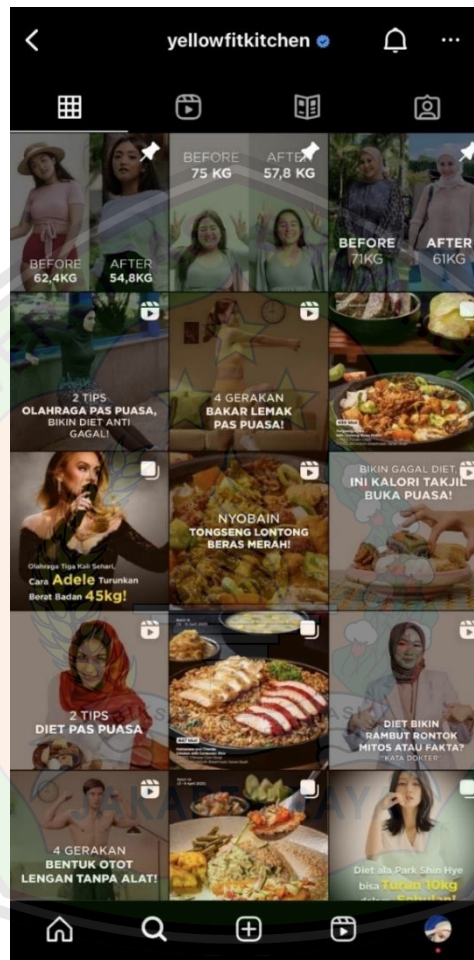 yellowfitkitchen
BEFORE
62,4KG
AFTER
54,8KG
BEFORE
75 KG
AFTER
57,8 KG
BEFORE
71KG
AFTER
61KG
2 TIPS
OLAHRAGA PAS PUASA,
BIKIN DIET ANTI
GAGAL!
4 GERAKAN
BAKAR LEMAK
PAS PUASA!
Olahraga Tiga Kali Sehari,
Cara Adele Turunkan
Berat Badan 45kg!
NYOBAIN
TONGSENG LONTONG
BERAS MERAH!
BIKIN GAGAL DIET,
INI KALORI TAKJIL
BUKA PUASA!
2 TIPS
DIET PAS PUASA
DIET BIKIN
RAMBUT RONTOK
MITOS ATAU FAKTA?
"KATA DOKTER"
4 GERAKAN
BENTUK OTOT
LENGAN TANPA ALAT!
Diet ala Park Shin Hye
bisa Turun 10kg
dalam Sebulan!